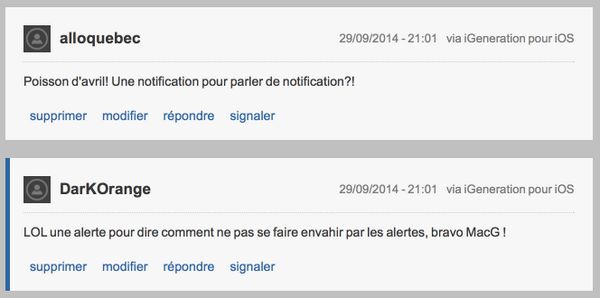 alloquebec 29/09/2014 - 21:01 via iGeneration pour iOS
Poisson d'avril! Une notification pour parler de notification?!
supprimer modifier répondre signaler
DarKOrange 29/09/2014 - 21:01 via iGeneration pour iOS
LOL une alerte pour dire comment ne pas se faire envahir par les alertes, bravo MacG !
supprimer modifier répondre signaler